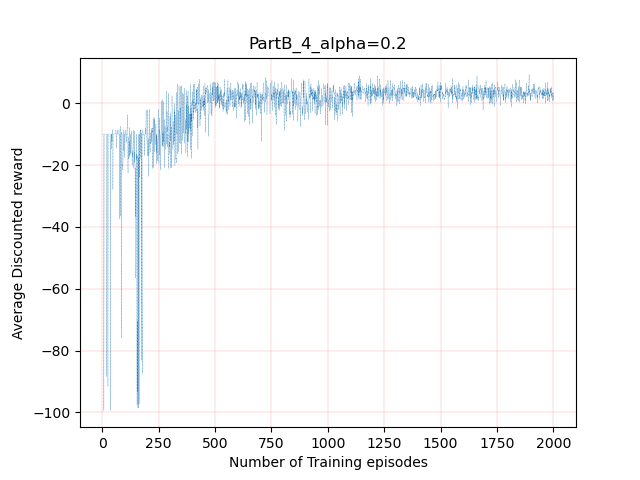 PartB_4_alpha=0.2
Average Discounted reward
0
−20
−40
−60
−80
−100
0 250 500 750 1000 1250 1500 1750 2000
Number of Training episodes